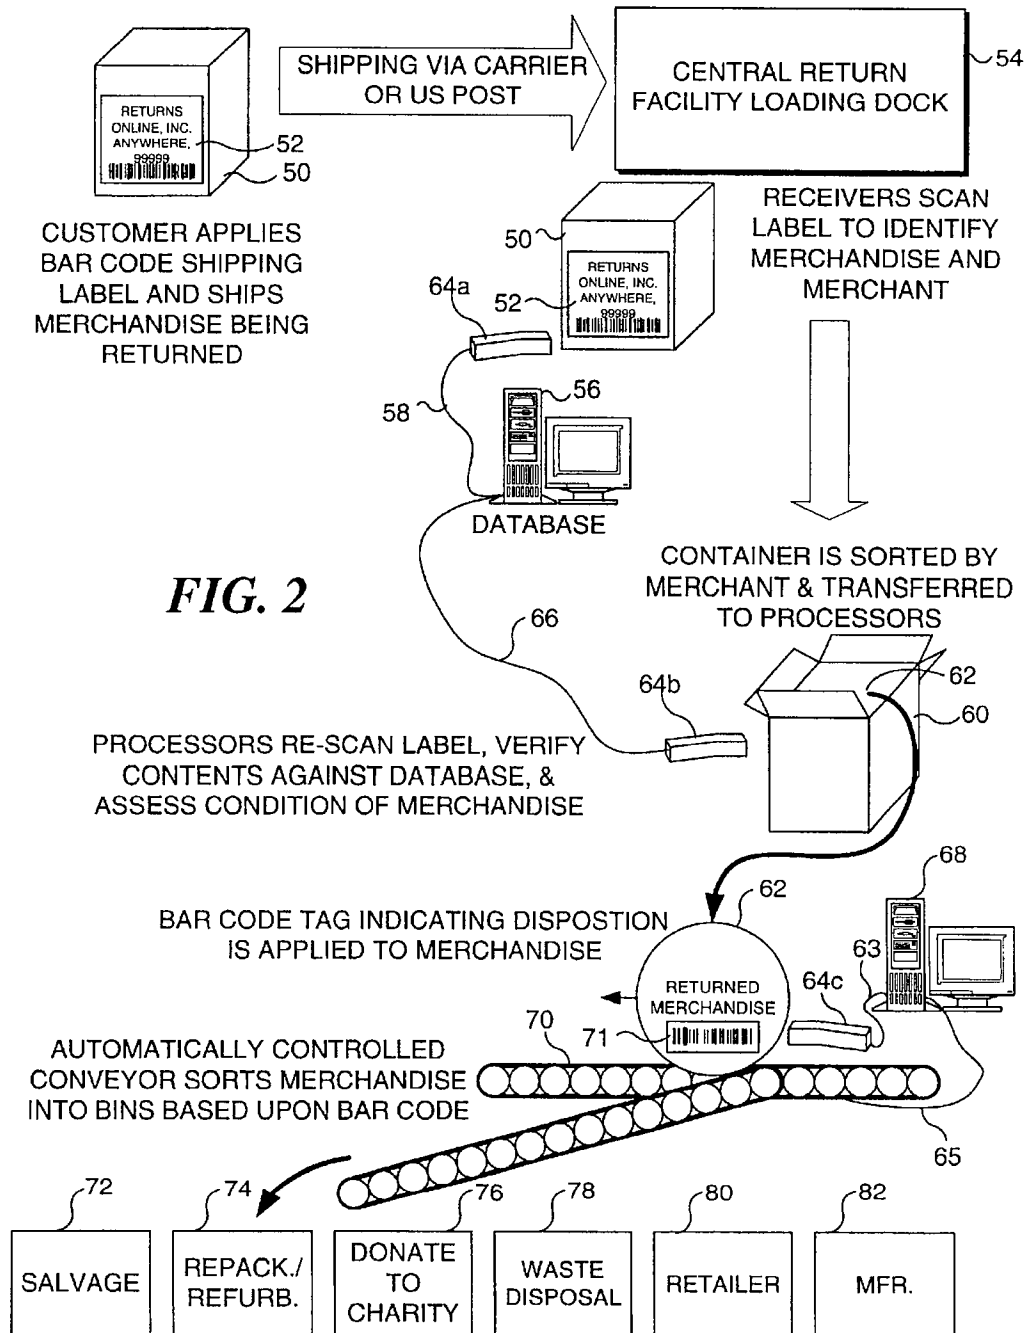 RETURNS
ONLINE, INC.
ANYWHERE,
99999
52
50
SHIPPING VIA CARRIER
OR US POST
CENTRAL RETURN
FACILITY LOADING DOCK
54
CUSTOMER APPLIES
BAR CODE SHIPPING
LABEL AND SHIPS
MERCHANDISE BEING
RETURNED
50
RETURNS
ONLINE, INC.
ANYWHERE,
99999
52
64a
RECEIVERS SCAN
LABEL TO IDENTIFY
MERCHANDISE AND
MERCHANT
58
56
DATABASE
FIG. 2
CONTAINER IS SORTED BY
MERCHANT & TRANSFERRED
TO PROCESSORS
66
64b
62
60
PROCESSORS RE-SCAN LABEL, VERIFY
CONTENTS AGAINST DATABASE, &
ASSESS CONDITION OF MERCHANDISE
68
62
BAR CODE TAG INDICATING DISPOSTION
IS APPLIED TO MERCHANDISE
63
64c
RETURNED
MERCHANDISE
71
70
AUTOMATICALLY CONTROLLED
CONVEYOR SORTS MERCHANDISE
INTO BINS BASED UPON BAR CODE
65
72
74
76
78
80
82
SALVAGE
REPACK./
REFURB.
DONATE
TO
CHARITY
WASTE
DISPOSAL
RETAILER
MFR.